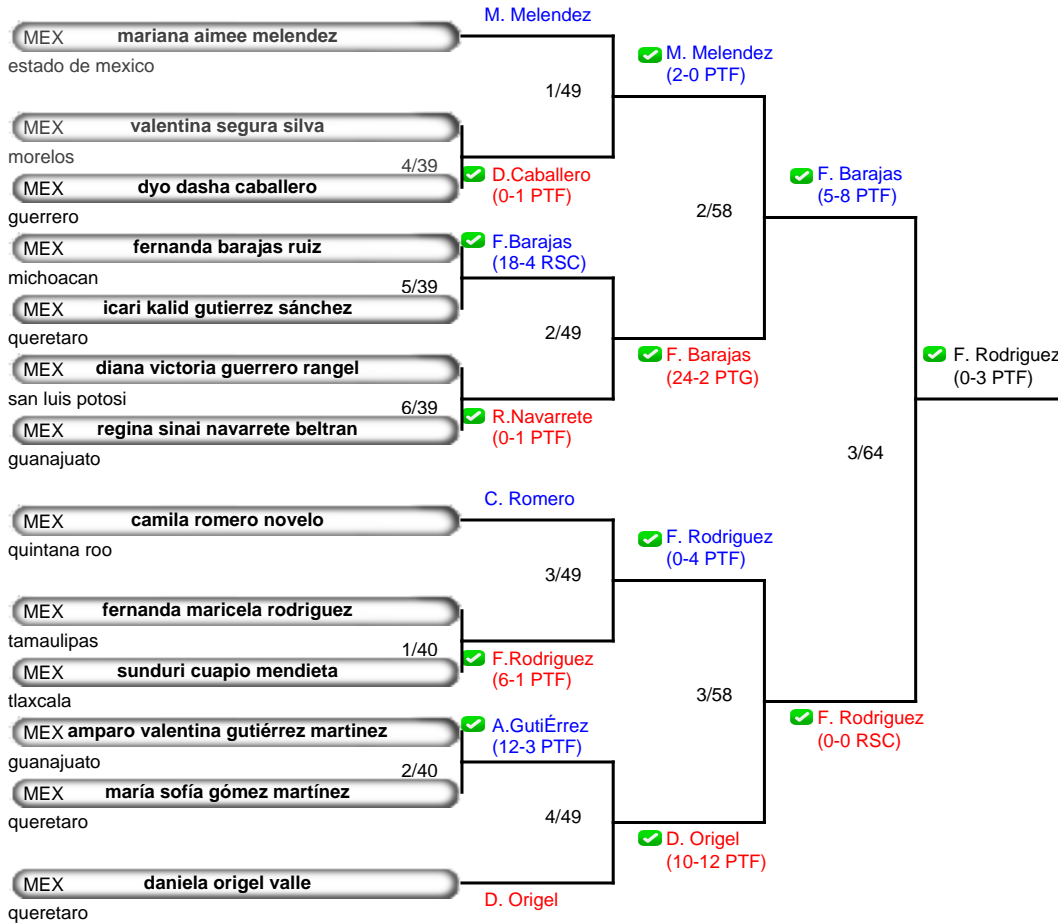 M. Melendez
MEX mariana aimee melendez
estado de mexico
M. Melendez
(2-0 PTF)
1/49
MEX valentina segura silva
morelos
4/39
D.Caballero
(0-1 PTF)
MEX dyo dasha caballero
guerrero
F. Barajas
(5-8 PTF)
2/58
MEX fernanda barajas ruiz
michoacan
F.Barajas
(18-4 RSC)
5/39
MEX icari kalid gutierrez sánchez
queretaro
2/49
F. Barajas
(24-2 PTG)
MEX diana victoria guerrero rangel
san luis potosi
6/39
R.Navarrete
(0-1 PTF)
MEX regina sinai navarrete beltran
guanajuato
F. Rodriguez
(0-3 PTF)
3/64
C. Romero
MEX camila romero novelo
quintana roo
F. Rodriguez
(0-4 PTF)
3/49
MEX fernanda maricela rodriguez
tamaulipas
1/40
F.Rodriguez
(6-1 PTF)
MEX sunduri cuapio mendieta
tlaxcala
3/58
F. Rodriguez
(0-0 RSC)
MEX amparo valentina gutiérrez martinez
guanajuato
A.GutiÉrrez
(12-3 PTF)
2/40
MEX maría sofía gómez martínez
queretaro
4/49
D. Origel
(10-12 PTF)
MEX daniela origel valle
queretaro
D. Origel